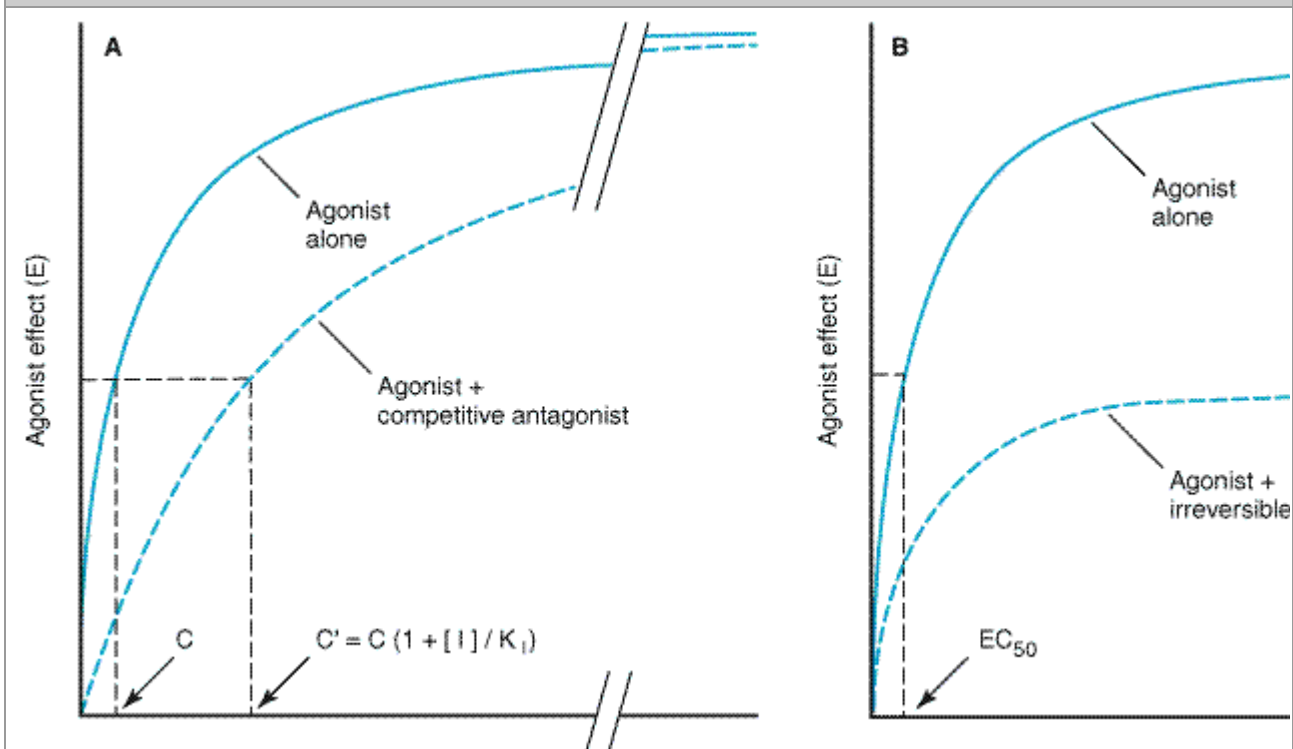 A
Agonist
alone
Agonist effect (E)
Agonist +
competitive antagonist
C
C' = C (1 + [ I ] / K I )
B
Agonist
alone
Agonist effect (E)
Agonist +
irreversible
EC50